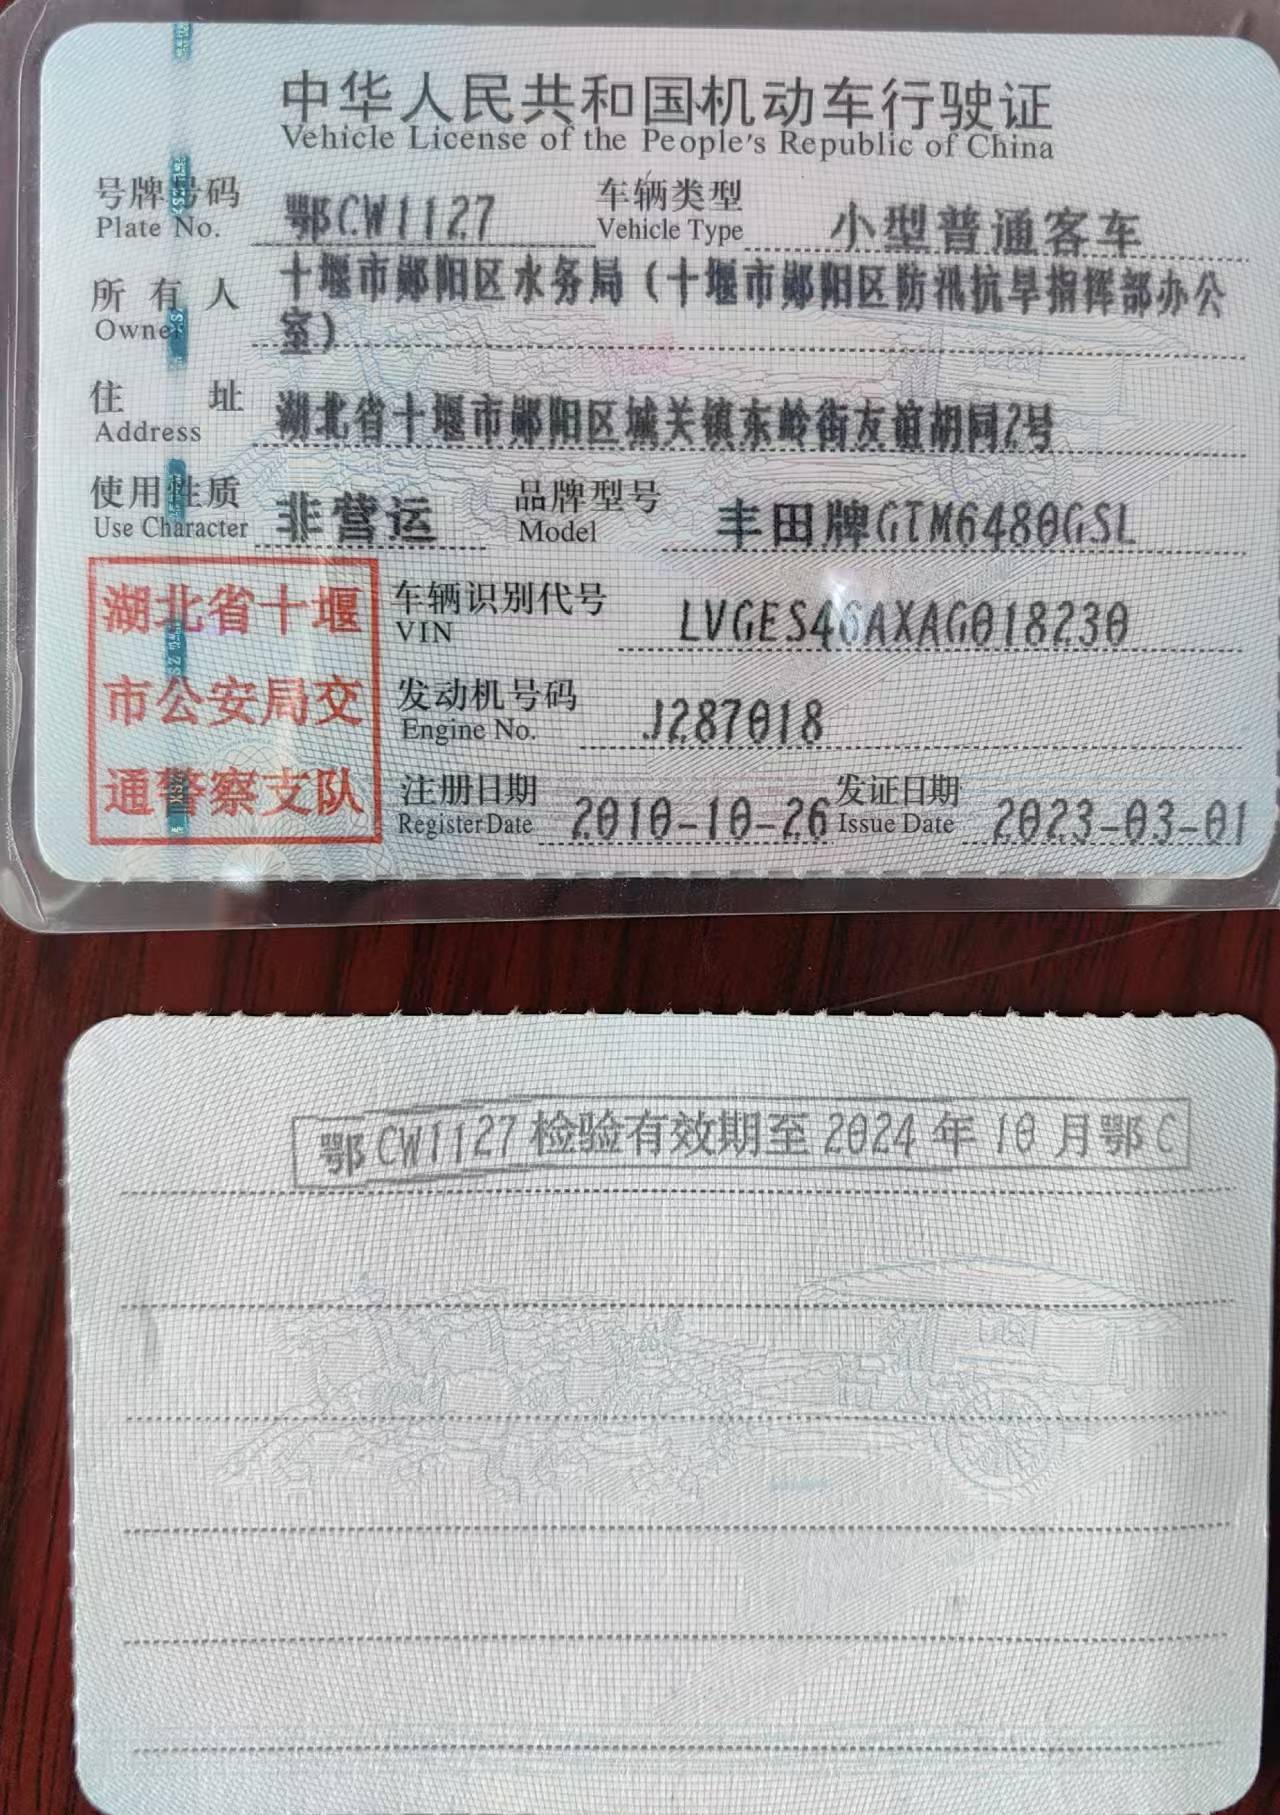 中华人民共和国机动车行驶证
Vehicle License of the People's Republic of China
号牌号码 鄂CW1127 车辆类型 小型普通客车
Plate No. Vehicle Type
所有人 十堰市郧阳区水务局（十堰市郧阳区防汛抗旱指挥部办公
Owner 室）
住址 湖北省十堰市郧阳区城关镇东岭街友谊胡同2号
Address
使用性质 非营运 品牌型号 丰田牌GTM6480GSL
Use Character Model
湖北省十堰
市公安局交
通警察支队
车辆识别代号 LVGES46AXAG018230
VIN
发动机号码 J287018
Engine No.
注册日期 2010-10-26 发证日期 2023-03-01
Register Date Issue Date
鄂CW1127检验有效期至2024年10月鄂C